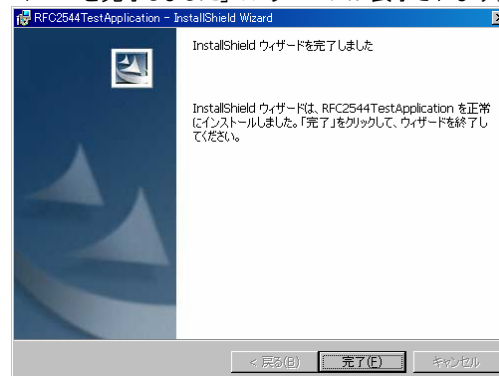 RFC2544TestApplication - InstallShield Wizard
InstallShield ウィザードを完了しました
InstallShield ウィザードは、RFC2544TestApplication を正常
にインストールしました。「完了」をクリックして、ウィザードを終了し
てください。
< 戻る(B)
完了(F)
キャンセル